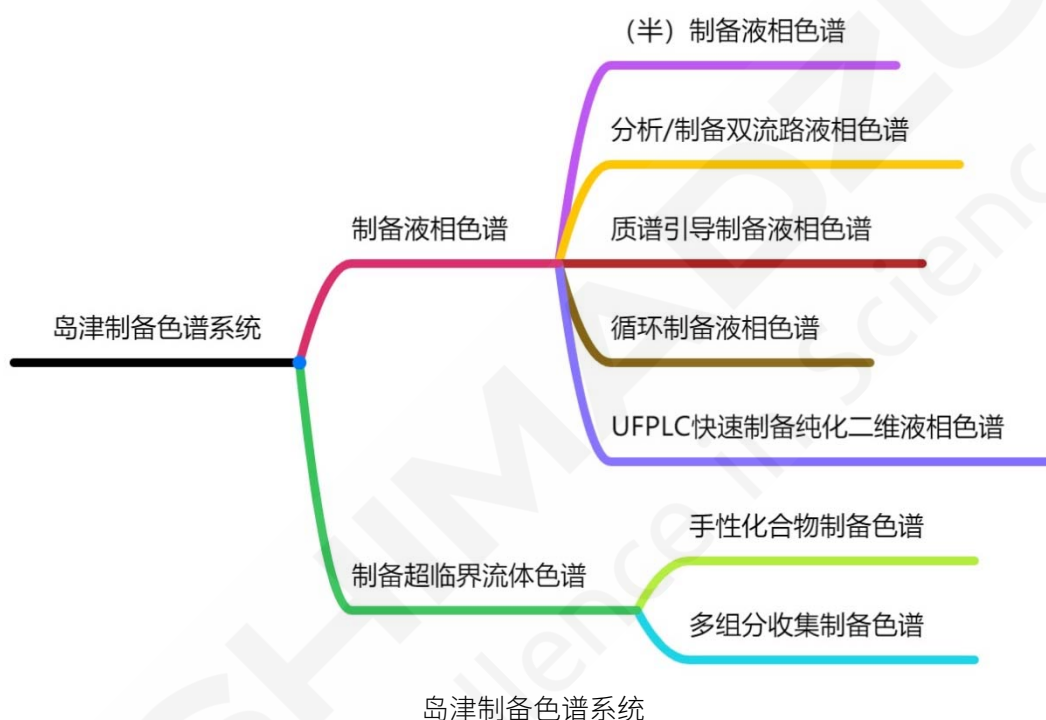 （半）制备液相色谱
分析/制备双流路液相色谱
制备液相色谱
质谱引导制备液相色谱
岛津制备色谱系统
循环制备液相色谱
UFPLC快速制备纯化二维液相色谱
手性化合物制备色谱
制备超临界流体色谱
多组分收集制备色谱
岛津制备色谱系统
SHIMADZU
Excellence in Science